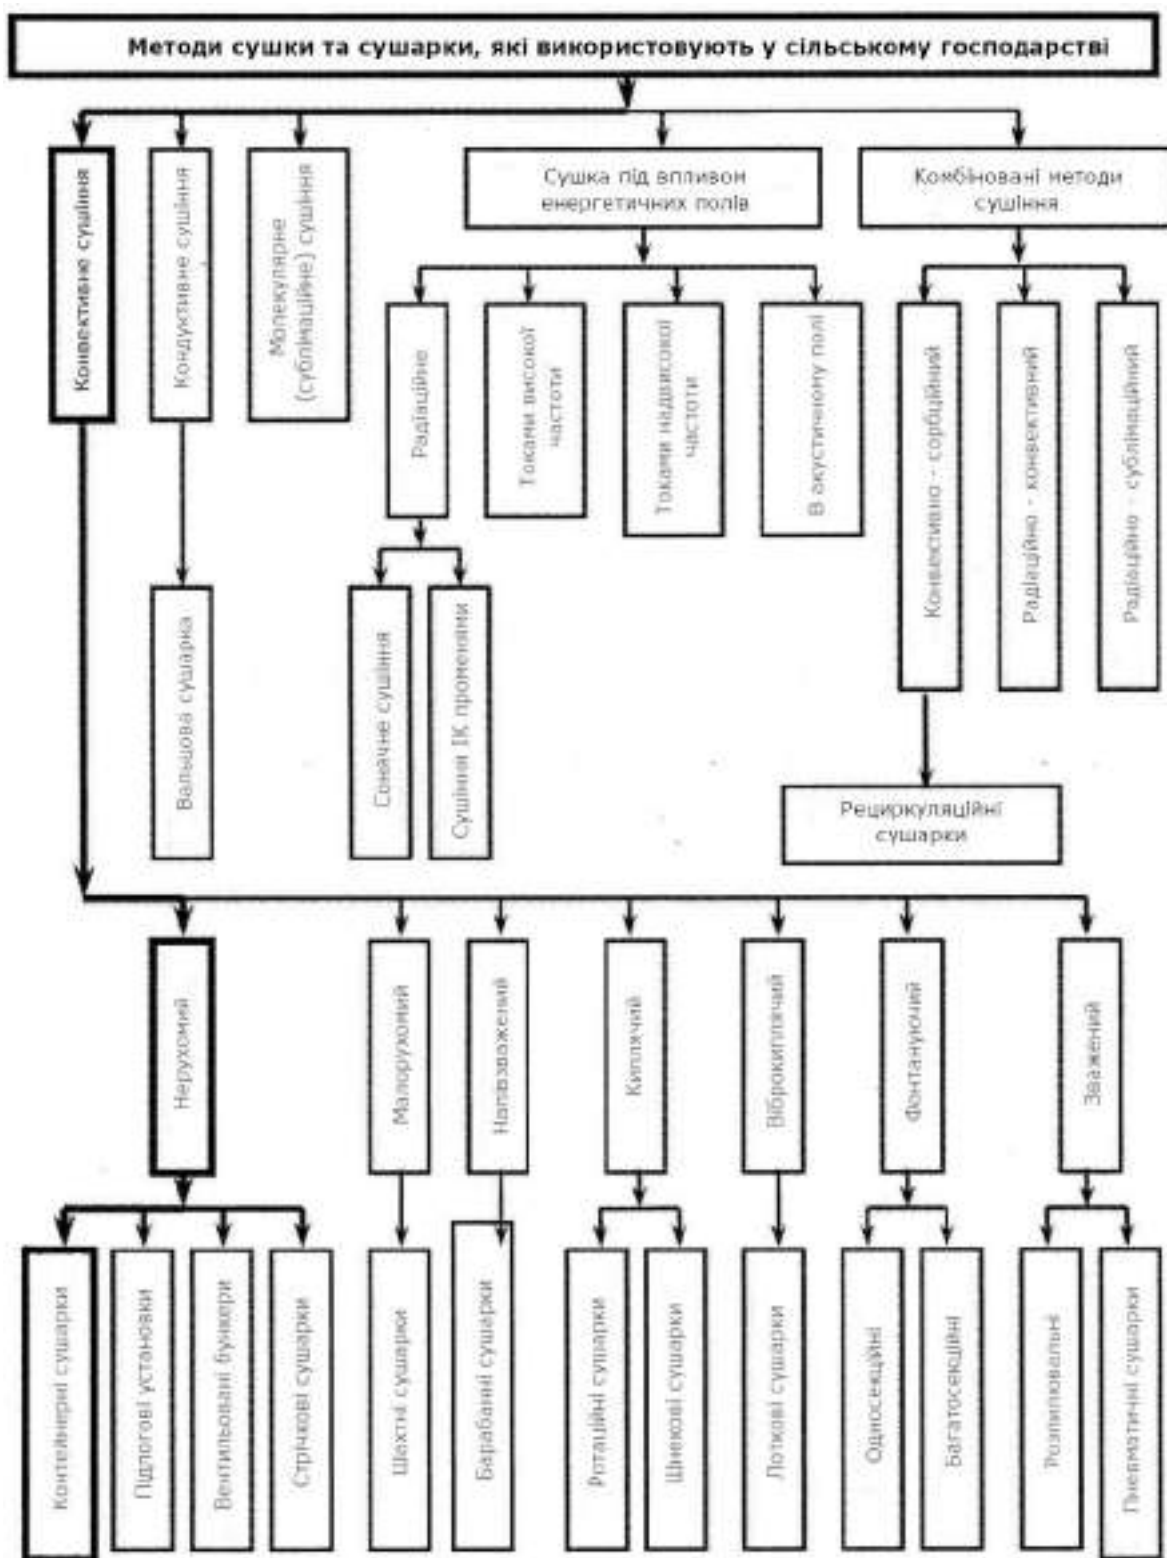 Методи сушки та сушарки, які використовують у сільському господарстві
Конвективне сушіння
Кондуктивне сушіння
Молекулярне
(сублімаційне) сушіння
Сушка під впливом
енергетичних полів
Комбіновані методи
сушіння
Радіаційне
Токами високої
частоти
Токами надвисокої
частоти
В акустичному полі
Конвективно - сорбційний
Радіаційно - конвективний
Радіаційно - сублімаційний
Вальцова сушарка
Сонячне сушіння
Сушіння ІК променями
Рециркуляційні
сушарки
Нерухомий
Малорухомий
Напівзважений
Киплячий
Віброкиплячий
Фонтануючий
Зважений
Контейнерні сушарки
Підлогові установки
Вентильовані бункери
Стрічкові сушарки
Шахтні сушарки
Барабанні сушарки
Ротаційні сушарки
Шнекові сушарки
Лоткові сушарки
Односекційні
Багатосекційні
Розпилювальні
Пневматичні сушарки